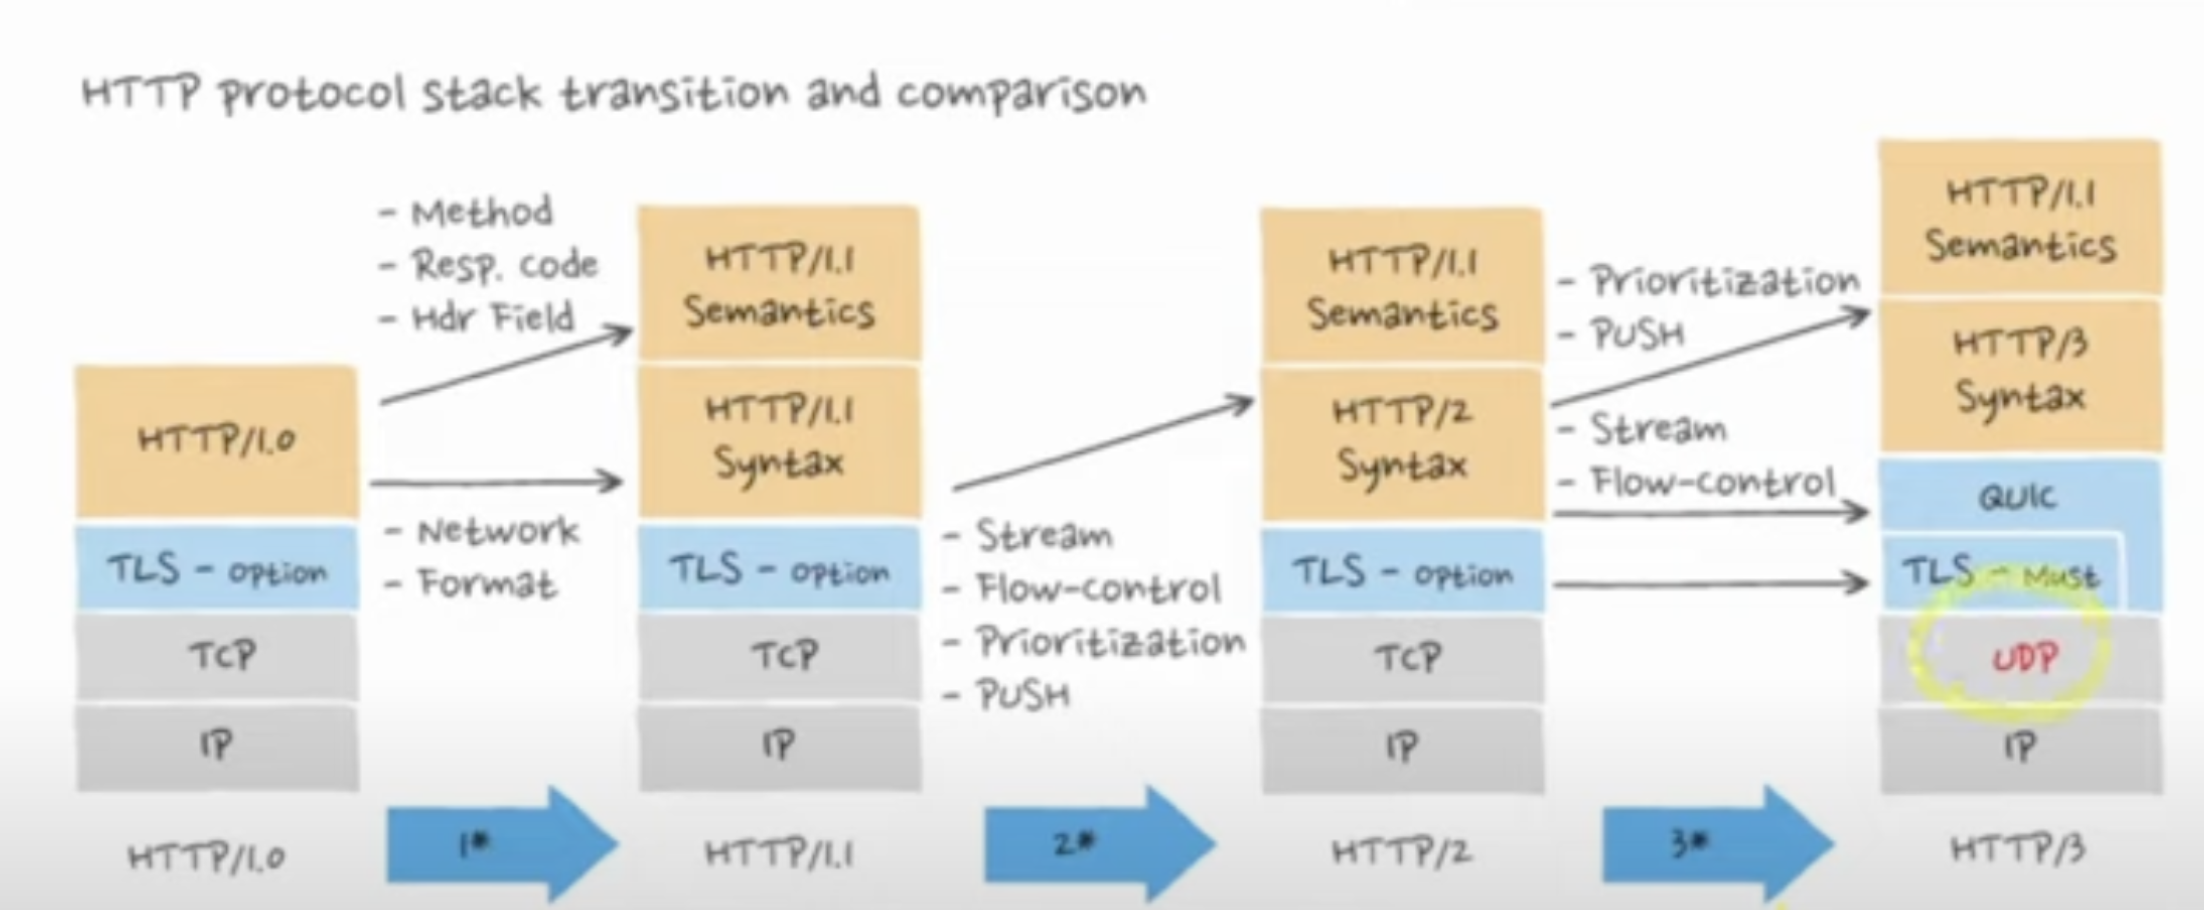 HTTP protocol stack transition and comparison
HTTP/1.0
TLS - option
TCP
IP
HTTP/1.0
- Method
- Resp. code
- Hdr Field
- Network
- Format
1*
HTTP/1.1
Semantics
HTTP/1.1
Syntax
TLS - option
TCP
IP
HTTP/1.1
- Stream
- Flow-control
- Prioritization
- PUSH
2*
HTTP/1.1
Semantics
HTTP/2
Syntax
TLS - option
TCP
IP
HTTP/2
- Prioritization
- PUSH
- Stream
- Flow-control
3*
HTTP/1.1
Semantics
HTTP/3
Syntax
QUIC
TLS - Must
UDP
IP
HTTP/3